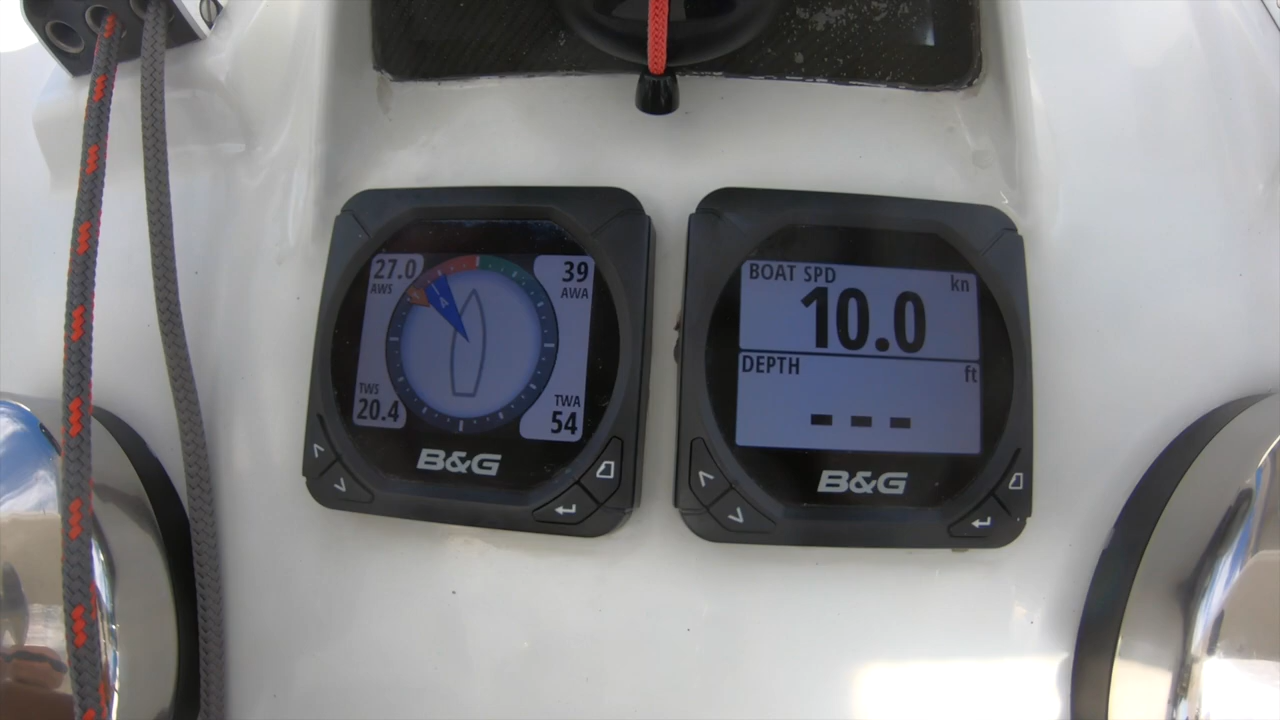 27.0
AWS
39
AWA
TWS
20.4
TWA
54
B&G
BOAT SPD
kn
10.0
DEPTH
ft
---
B&G